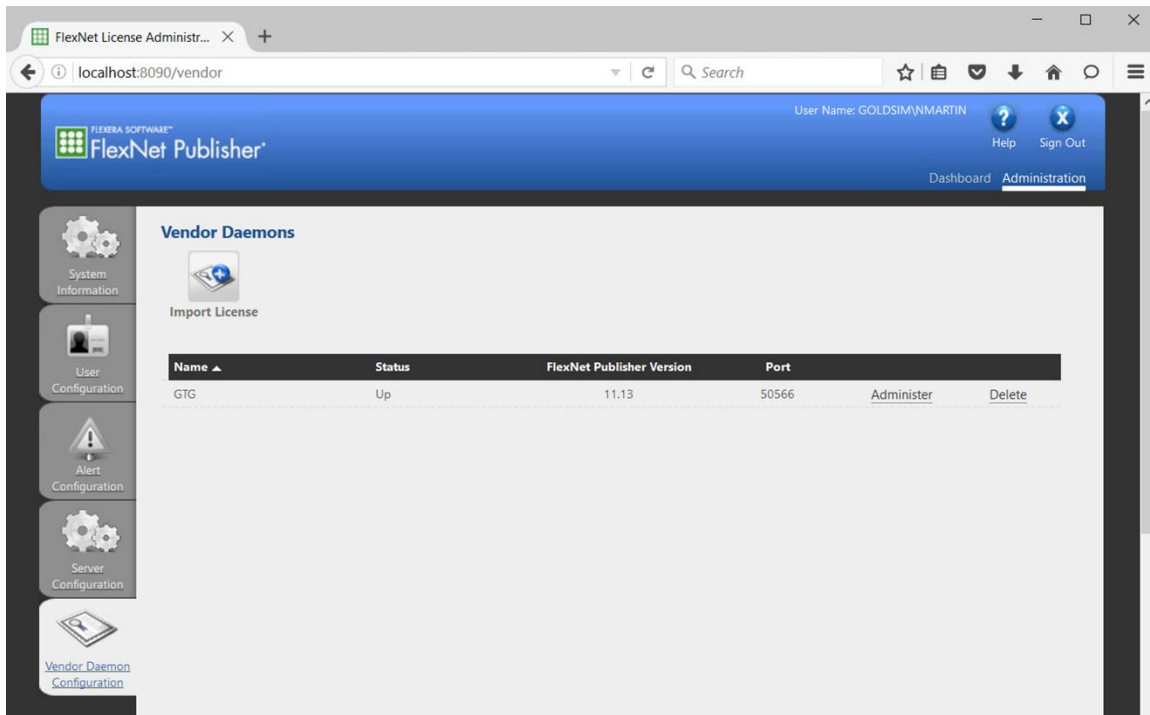 FlexNet License Administr...
localhost:8090/vendor
Search
User Name: GOLDSIM\NMARTIN
FLEXERA SOFTWARE™
FlexNet Publisher®
Help
Sign Out
Dashboard
Administration
System
Information
User
Configuration
Alert
Configuration
Server
Configuration
Vendor Daemon
Configuration
Vendor Daemons
Import License
Name Status FlexNet Publisher Version Port
GTG Up 11.13 50566 Administer Delete